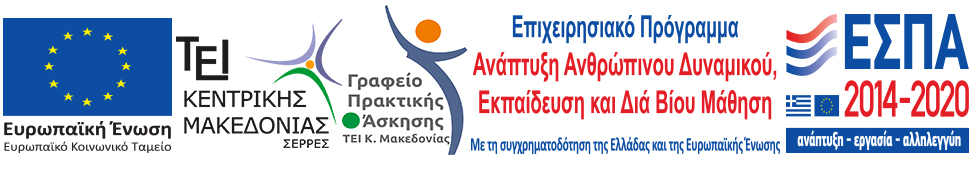 Ευρωπαϊκή Ένωση
Ευρωπαϊκό Κοινωνικό Ταμείο
ΤΕΙ
ΚΕΝΤΡΙΚΗΣ
ΜΑΚΕΔΟΝΙΑΣ
ΣΕΡΡΕΣ
Γραφείο
Πρακτικής
Άσκησης
ΤΕΙ Κ. Μακεδονίας
Επιχειρησιακό Πρόγραμμα
Ανάπτυξη Ανθρώπινου Δυναμικού,
Εκπαίδευση και Διά Βίου Μάθηση
Με τη συγχρηματοδότηση της Ελλάδας και της Ευρωπαϊκής Ένωσης
ΕΣΠΑ
2014-2020
ανάπτυξη - εργασία - αλληλεγγύη